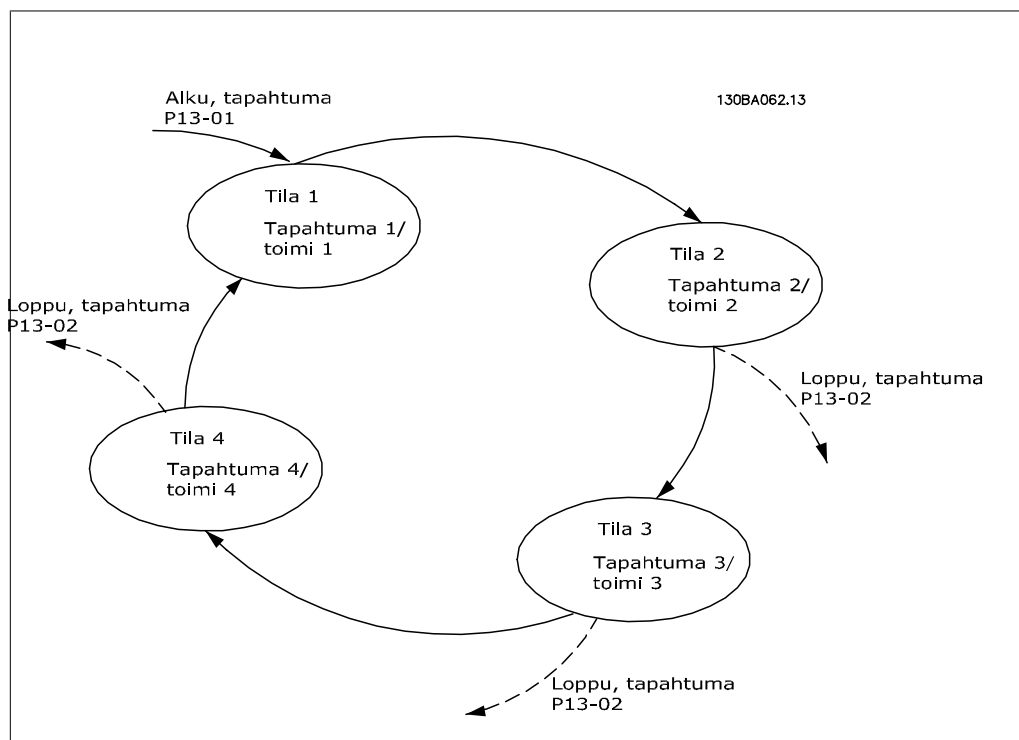 Alku, tapahtuma
P13-01
130BA062.13
Tila 1
Tapahtuma 1/
toimi 1
Tila 2
Tapahtuma 2/
toimi 2
Loppu, tapahtuma
P13-02
Loppu, tapahtuma
P13-02
Tila 4
Tapahtuma 4/
toimi 4
Tila 3
Tapahtuma 3/
toimi 3
Loppu, tapahtuma
P13-02